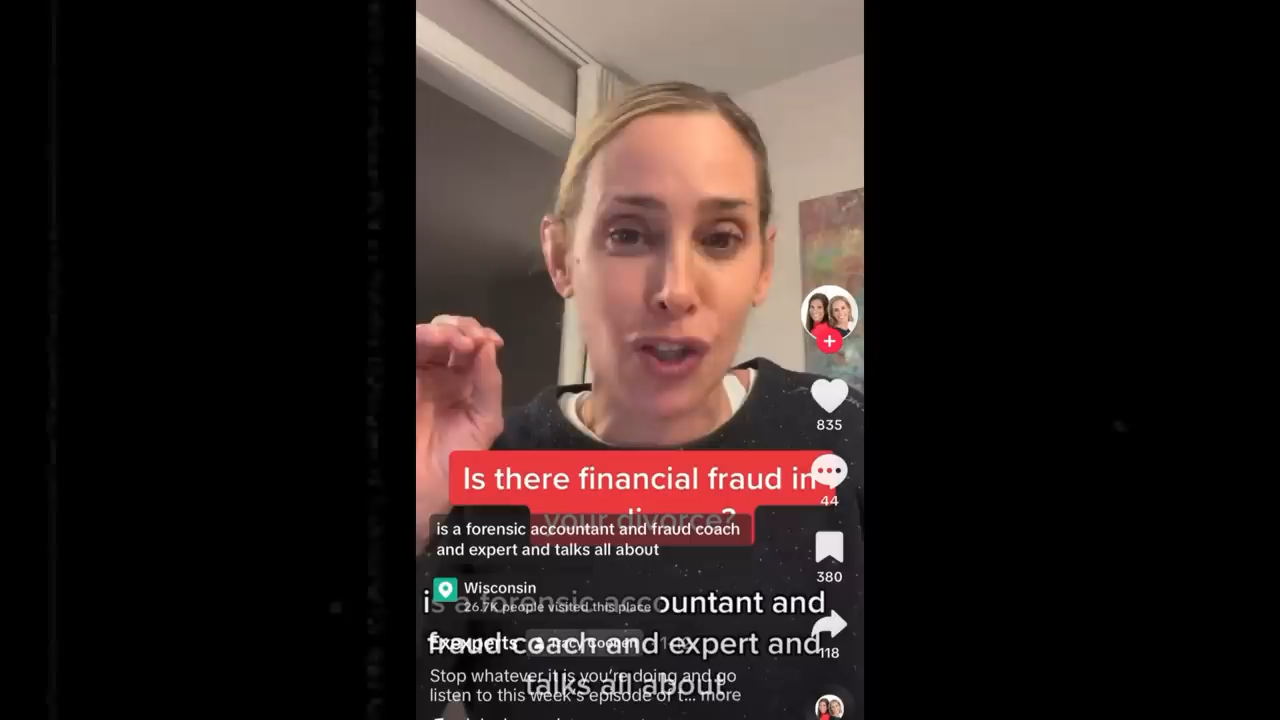 835
Is there financial fraud in
your divorce?
44
is a forensic accountant and fraud coach
and expert and talks all about
380
Wisconsin
26.7K people visited this place
is a forensic accountant and
fraud coach and expert and
118
Stop whatever it is you're doing and go
listen to this week's episode of t... more
talks all about